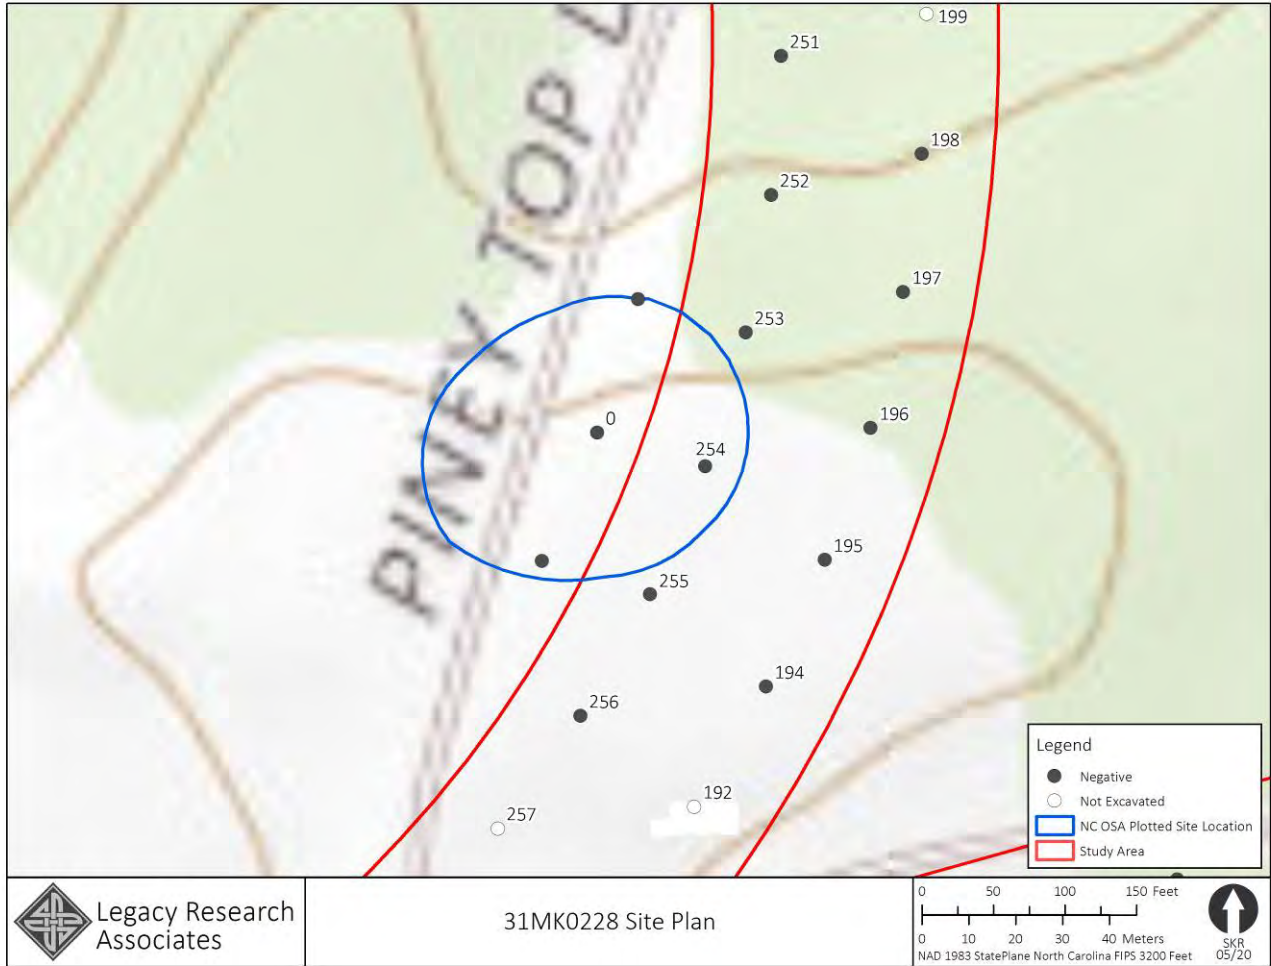 199
251
198
252
197
253
0
196
254
195
255
194
256
192
257
PINEY TOP
Legend
Negative
Not Excavated
NC OSA Plotted Site Location
Study Area
Legacy Research
Associates
31MK0228 Site Plan
0 50 100 150 Feet
0 10 20 30 40 Meters
NAD 1983 StatePlane North Carolina FIPS 3200 Feet
SKR
05/20